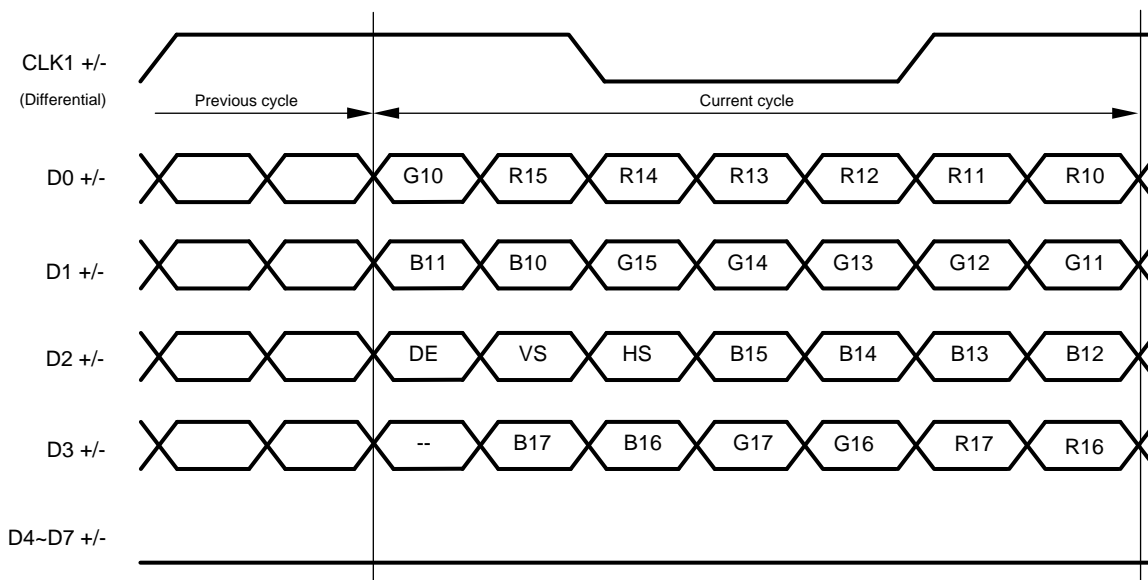 CLK1 +/-
(Differential)
Previous cycle
Current cycle
D0 +/-
G10 R15 R14 R13 R12 R11 R10
D1 +/-
B11 B10 G15 G14 G13 G12 G11
D2 +/-
DE VS HS B15 B14 B13 B12
D3 +/-
-- B17 B16 G17 G16 R17 R16
D4~D7 +/-